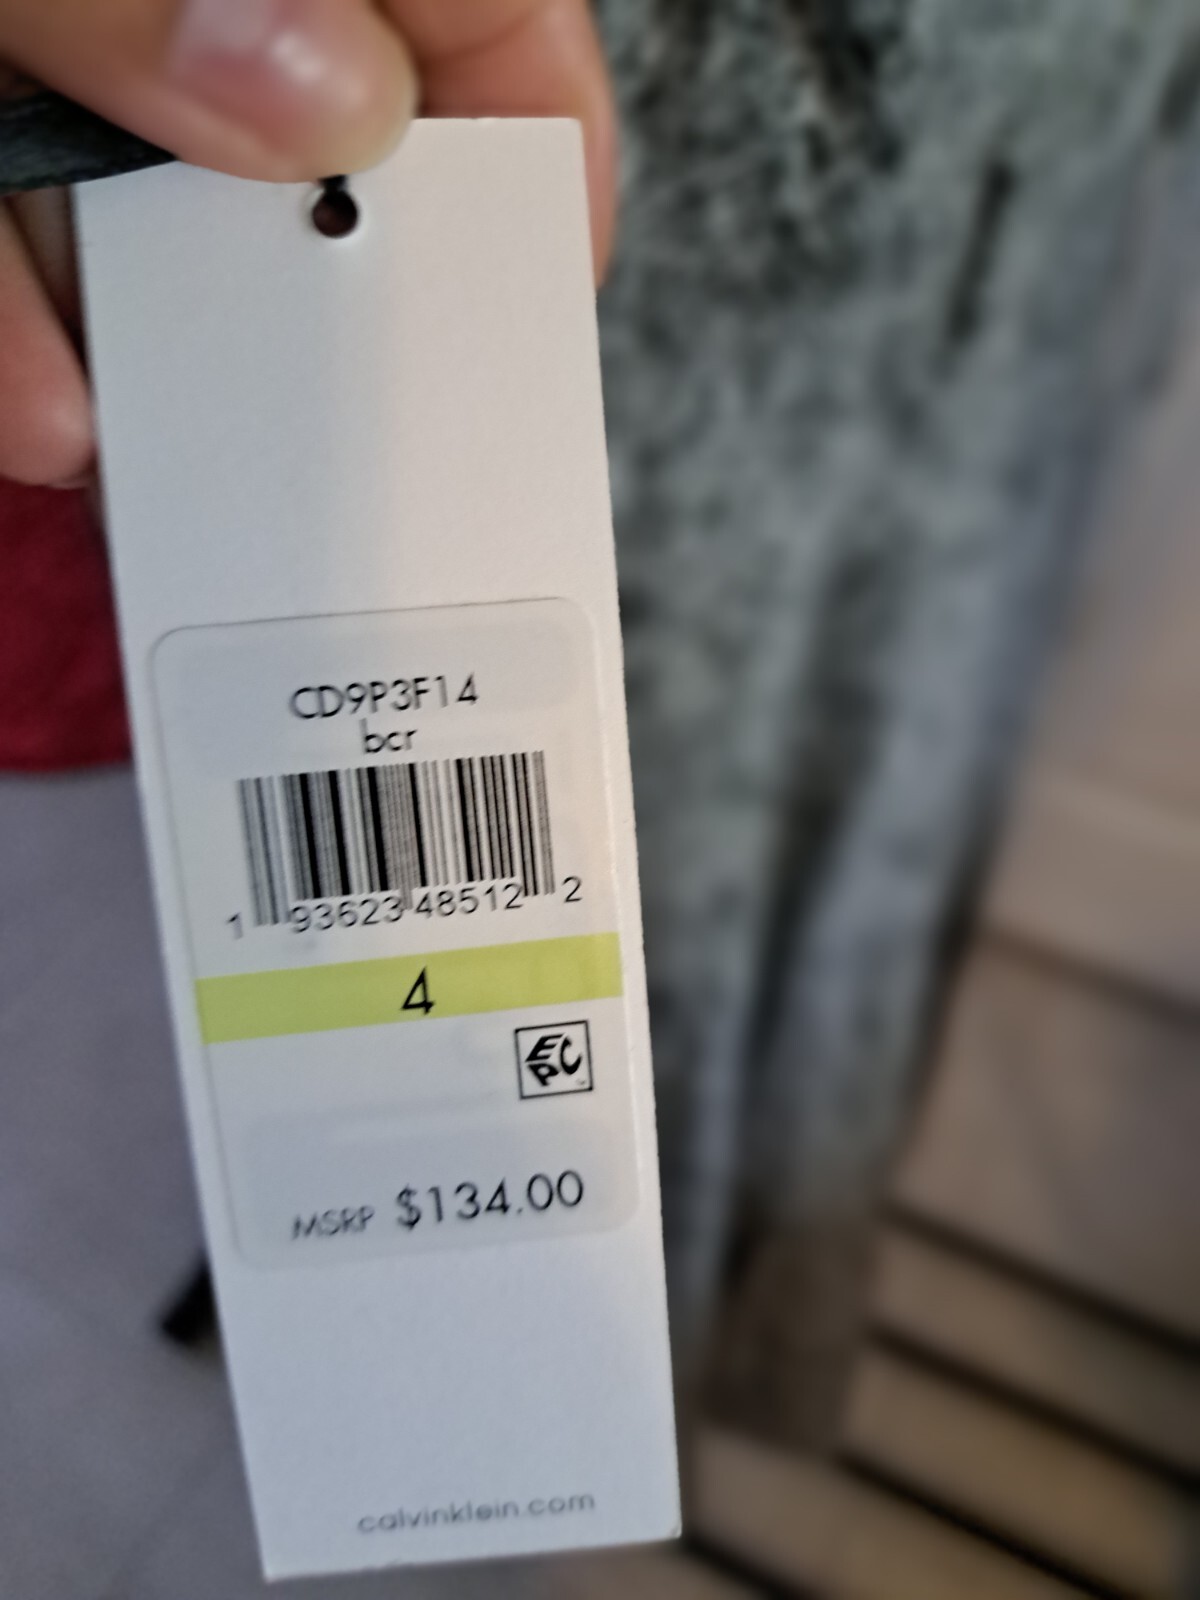 CD9P3F14
bcr
1 93623 48512 2
4
EPC
MSRP $134.00
calvinklein.com